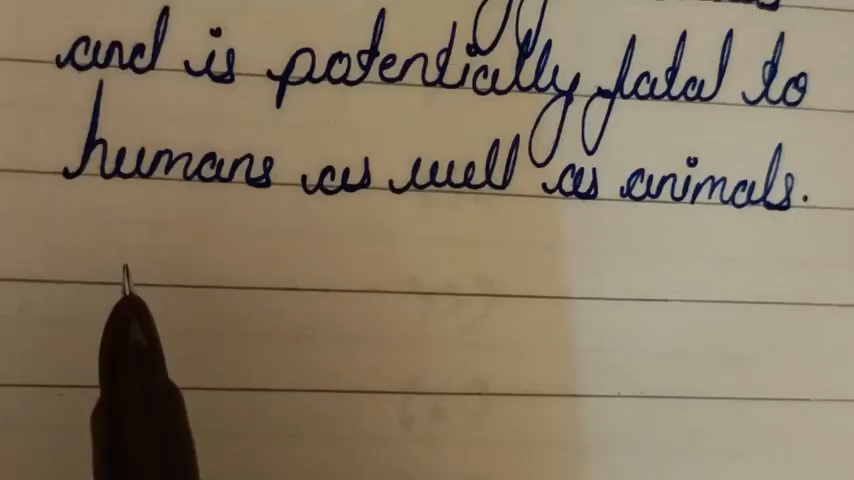 and is potentially fatal to
humans as well as animals.